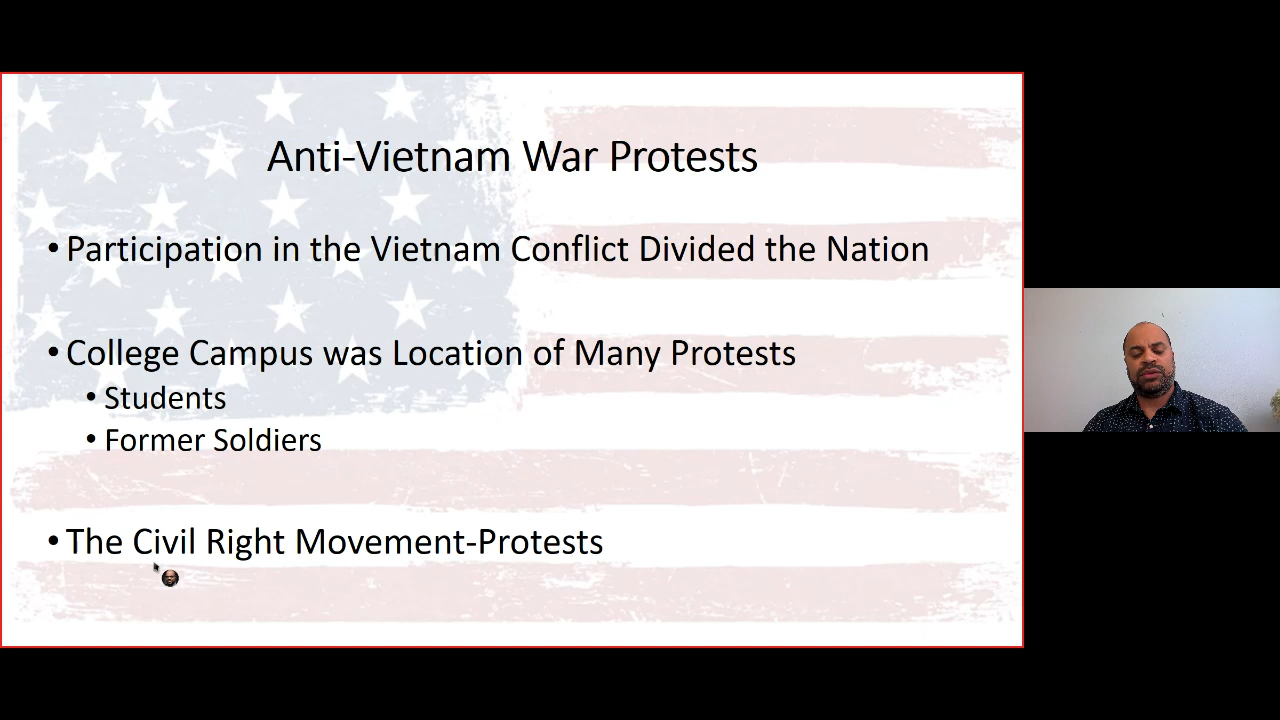 Anti-Vietnam War Protests
• Participation in the Vietnam Conflict Divided the Nation
• College Campus was Location of Many Protests
• Students
• Former Soldiers
• The Civil Right Movement-Protests